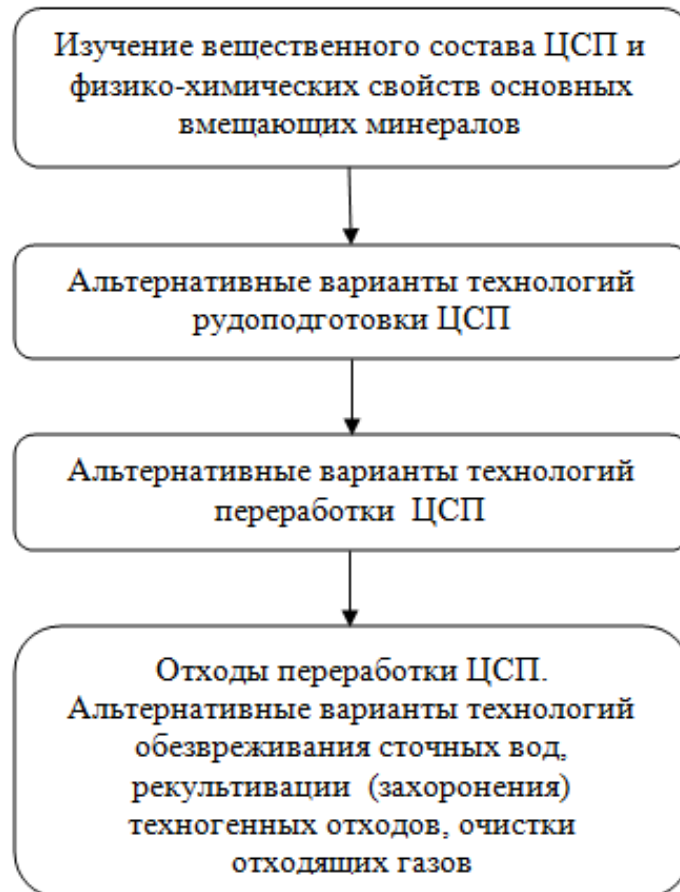 Изучение вещественного состава ЦСП и
физико-химических свойств основных
вмещающих минералов
Альтернативные варианты технологий
рудоподготовки ЦСП
Альтернативные варианты технологий
переработки ЦСП
Отходы переработки ЦСП.
Альтернативные варианты технологий
обезвреживания сточных вод,
рекультивации (захоронения)
техногенных отходов, очистки
отходящих газов